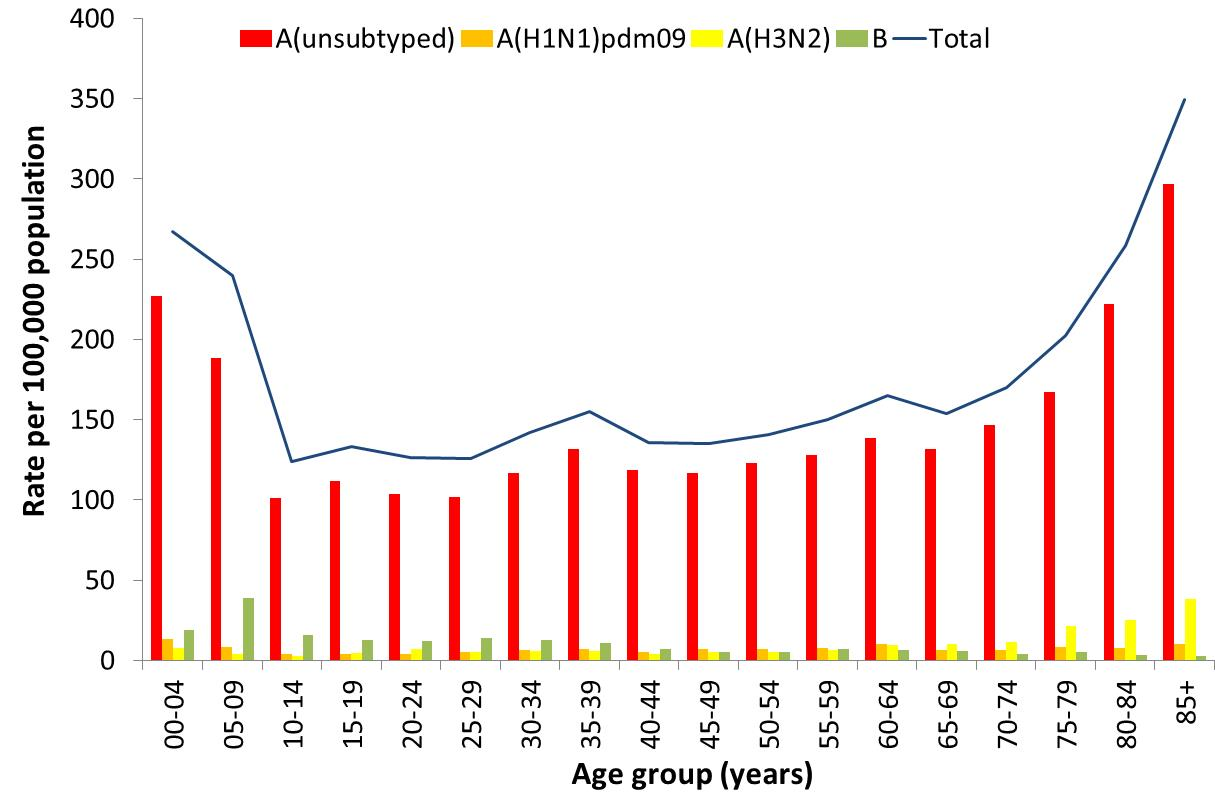 400
350
300
250
200
150
100
50
0
Rate per 100,000 population
A(unsubtyped) A(H1N1)pdm09 A(H3N2) B Total
00-04 05-09 10-14 15-19 20-24 25-29 30-34 35-39 40-44 45-49 50-54 55-59 60-64 65-69 70-74 75-79 80-84 85+
Age group (years)